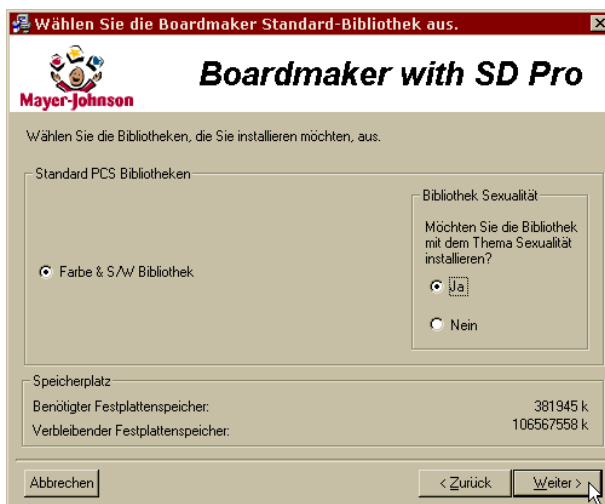 Wählen Sie die Boardmaker Standard-Bibliothek aus.
Mayer-Johnson
Boardmaker with SD Pro
Wählen Sie die Bibliotheken, die Sie installieren möchten, aus.
Standard PCS Bibliotheken
Farbe & S/W Bibliothek
Bibliothek Sexualität
Möchten Sie die Bibliothek
mit dem Thema Sexualität
installieren?
Ja
Nein
Speicherplatz
Benötigter Festplattenspeicher: 381945 k
Verbleibender Festplattenspeicher: 106567558 k
Abbrechen < Zurück Weiter >